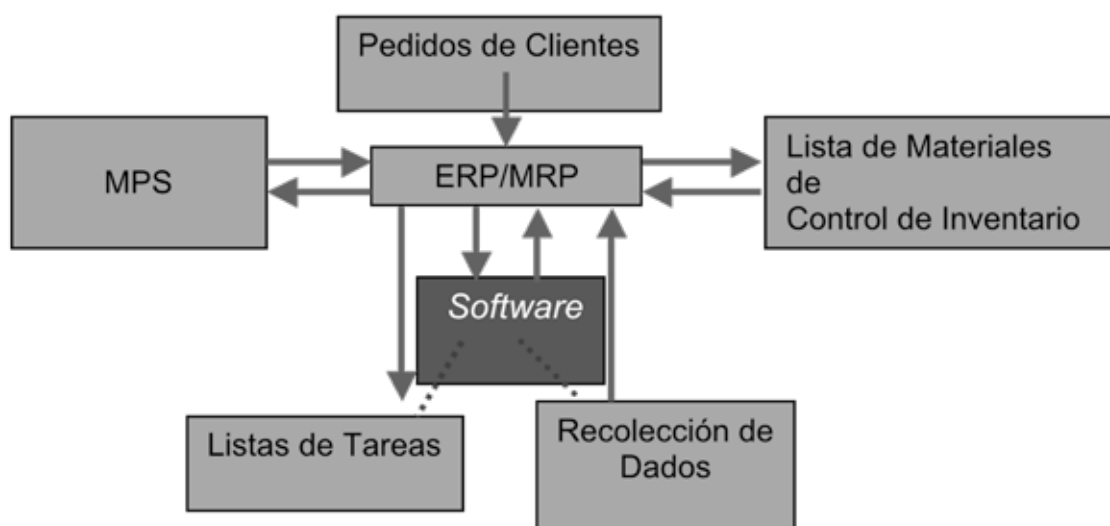 Pedidos de Clientes
MPS
ERP/MRP
Lista de Materiales
de
Control de Inventario
Software
Listas de Tareas
Recolección de
Dados